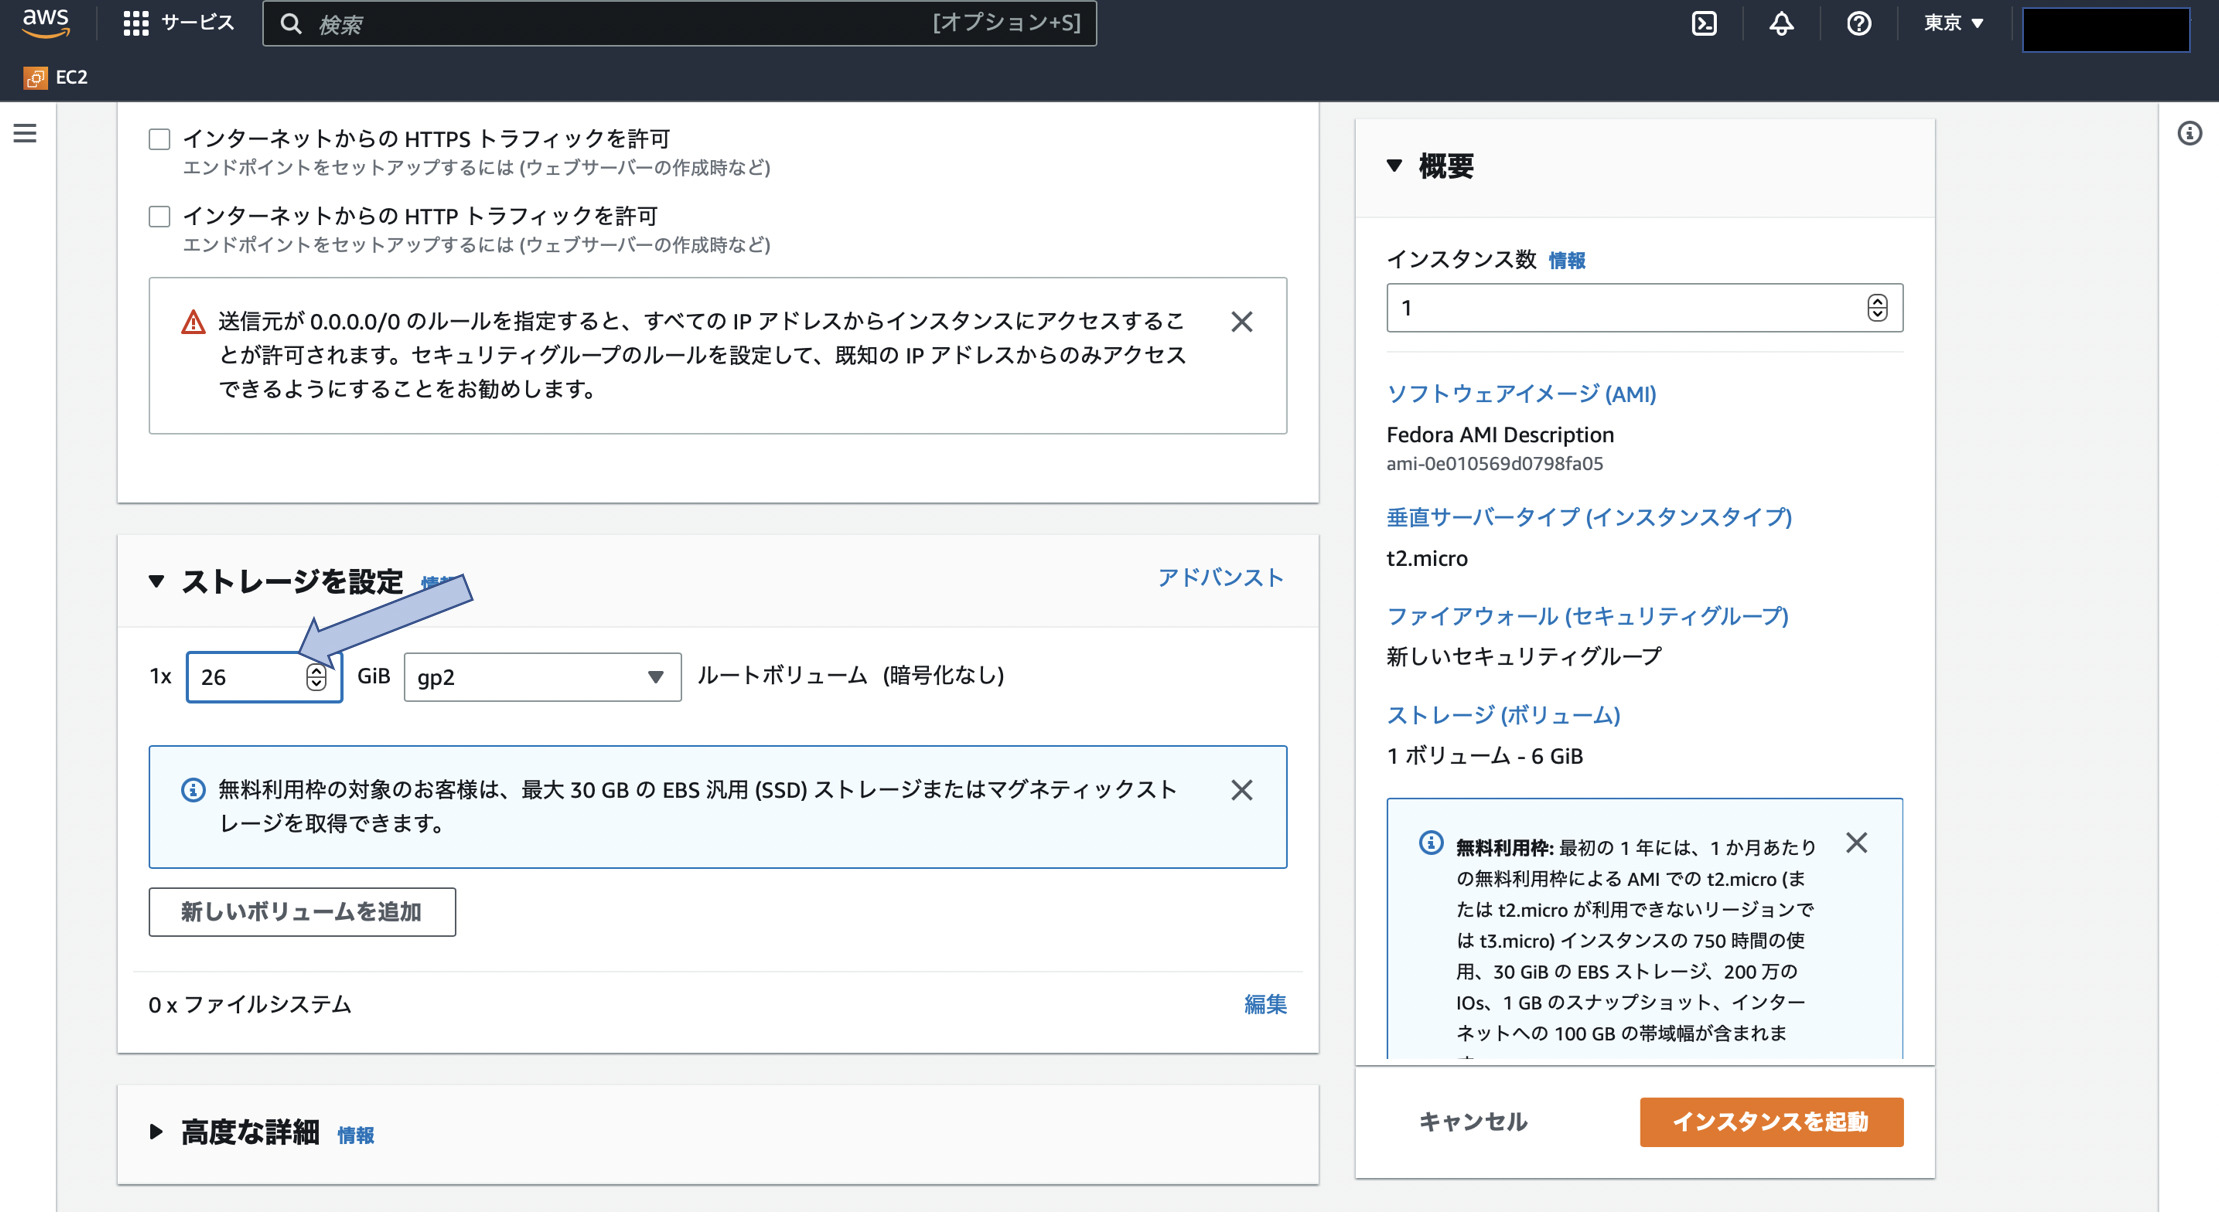 aws
サービス
検索
[オプション+S]
東京
EC2
インターネットからの HTTPS トラフィックを許可
エンドポイントをセットアップするには (ウェブサーバーの作成時など)
インターネットからの HTTP トラフィックを許可
エンドポイントをセットアップするには (ウェブサーバーの作成時など)
送信元が 0.0.0.0/0 のルールを指定すると、すべての IP アドレスからインスタンスにアクセスするこ
とが許可されます。セキュリティグループのルールを設定して、既知の IP アドレスからのみアクセス
できるようにすることをお勧めします。
ストレージを設定
アドバンスト
1x
26
GiB
gp2
ルートボリューム (暗号化なし)
無料利用枠の対象のお客様は、最大 30 GB の EBS 汎用 (SSD) ストレージまたはマグネティックスト
レージを取得できます。
新しいボリュームを追加
0 x ファイルシステム
編集
高度な詳細 情報
概要
インスタンス数 情報
1
ソフトウェアイメージ (AMI)
Fedora AMI Description
ami-0e010569d0798fa05
垂直サーバータイプ (インスタンスタイプ)
t2.micro
ファイアウォール (セキュリティグループ)
新しいセキュリティグループ
ストレージ (ボリューム)
1 ボリューム - 6 GiB
無料利用枠: 最初の 1 年には、1 か月あたり
の無料利用枠による AMI での t2.micro (ま
たは t2.micro が利用できないリージョンで
は t3.micro) インスタンスの 750 時間の使
用、30 GiB の EBS ストレージ、200 万の
IOs、1 GB のスナップショット、インター
ネットへの 100 GB の帯域幅が含まれま
キャンセル
インスタンスを起動